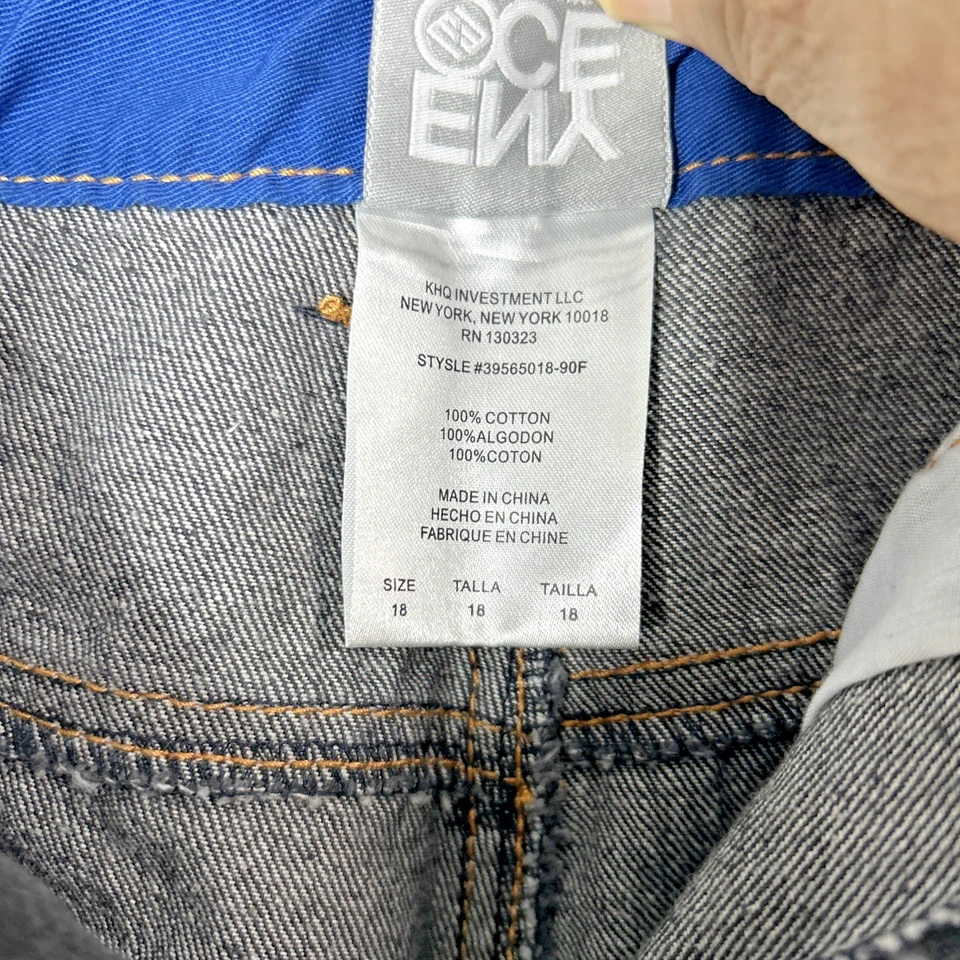 OCE
ENY
KHQ INVESTMENT LLC
NEW YORK, NEW YORK 10018
RN 130323
STYSLE #39565018-90F
100% COTTON
100%ALGODON
100%COTON
MADE IN CHINA
HECHO EN CHINA
FABRIQUE EN CHINE
SIZE TALLA TAILLA
18 18 18